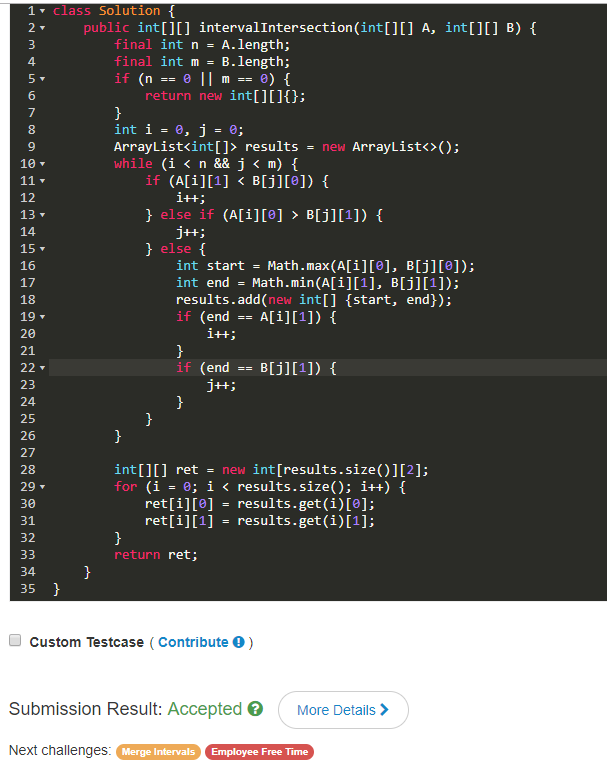 1 class Solution {
2 public int[][] intervalIntersection(int[][] A, int[][] B) {
3 final int n = A.length;
4 final int m = B.length;
5 if (n == 0 || m == 0) {
6 return new int[][]{};
7 }
8 int i = 0, j = 0;
9 ArrayList<int[]> results = new ArrayList<>();
10 while (i < n && j < m) {
11 if (A[i][1] < B[j][0]) {
12 i++;
13 } else if (A[i][0] > B[j][1]) {
14 j++;
15 } else {
16 int start = Math.max(A[i][0], B[j][0]);
17 int end = Math.min(A[i][1], B[j][1]);
18 results.add(new int[] {start, end});
19 if (end == A[i][1]) {
20 i++;
21 }
22 if (end == B[j][1]) {
23 j++;
24 }
25 }
26 }
27
28 int[][] ret = new int[results.size()][2];
29 for (i = 0; i < results.size(); i++) {
30 ret[i][0] = results.get(i)[0];
31 ret[i][1] = results.get(i)[1];
32 }
33 return ret;
34 }
35 }
Custom Testcase ( Contribute )
Submission Result: Accepted ? More Details
Next challenges: Merge Intervals Employee Free Time